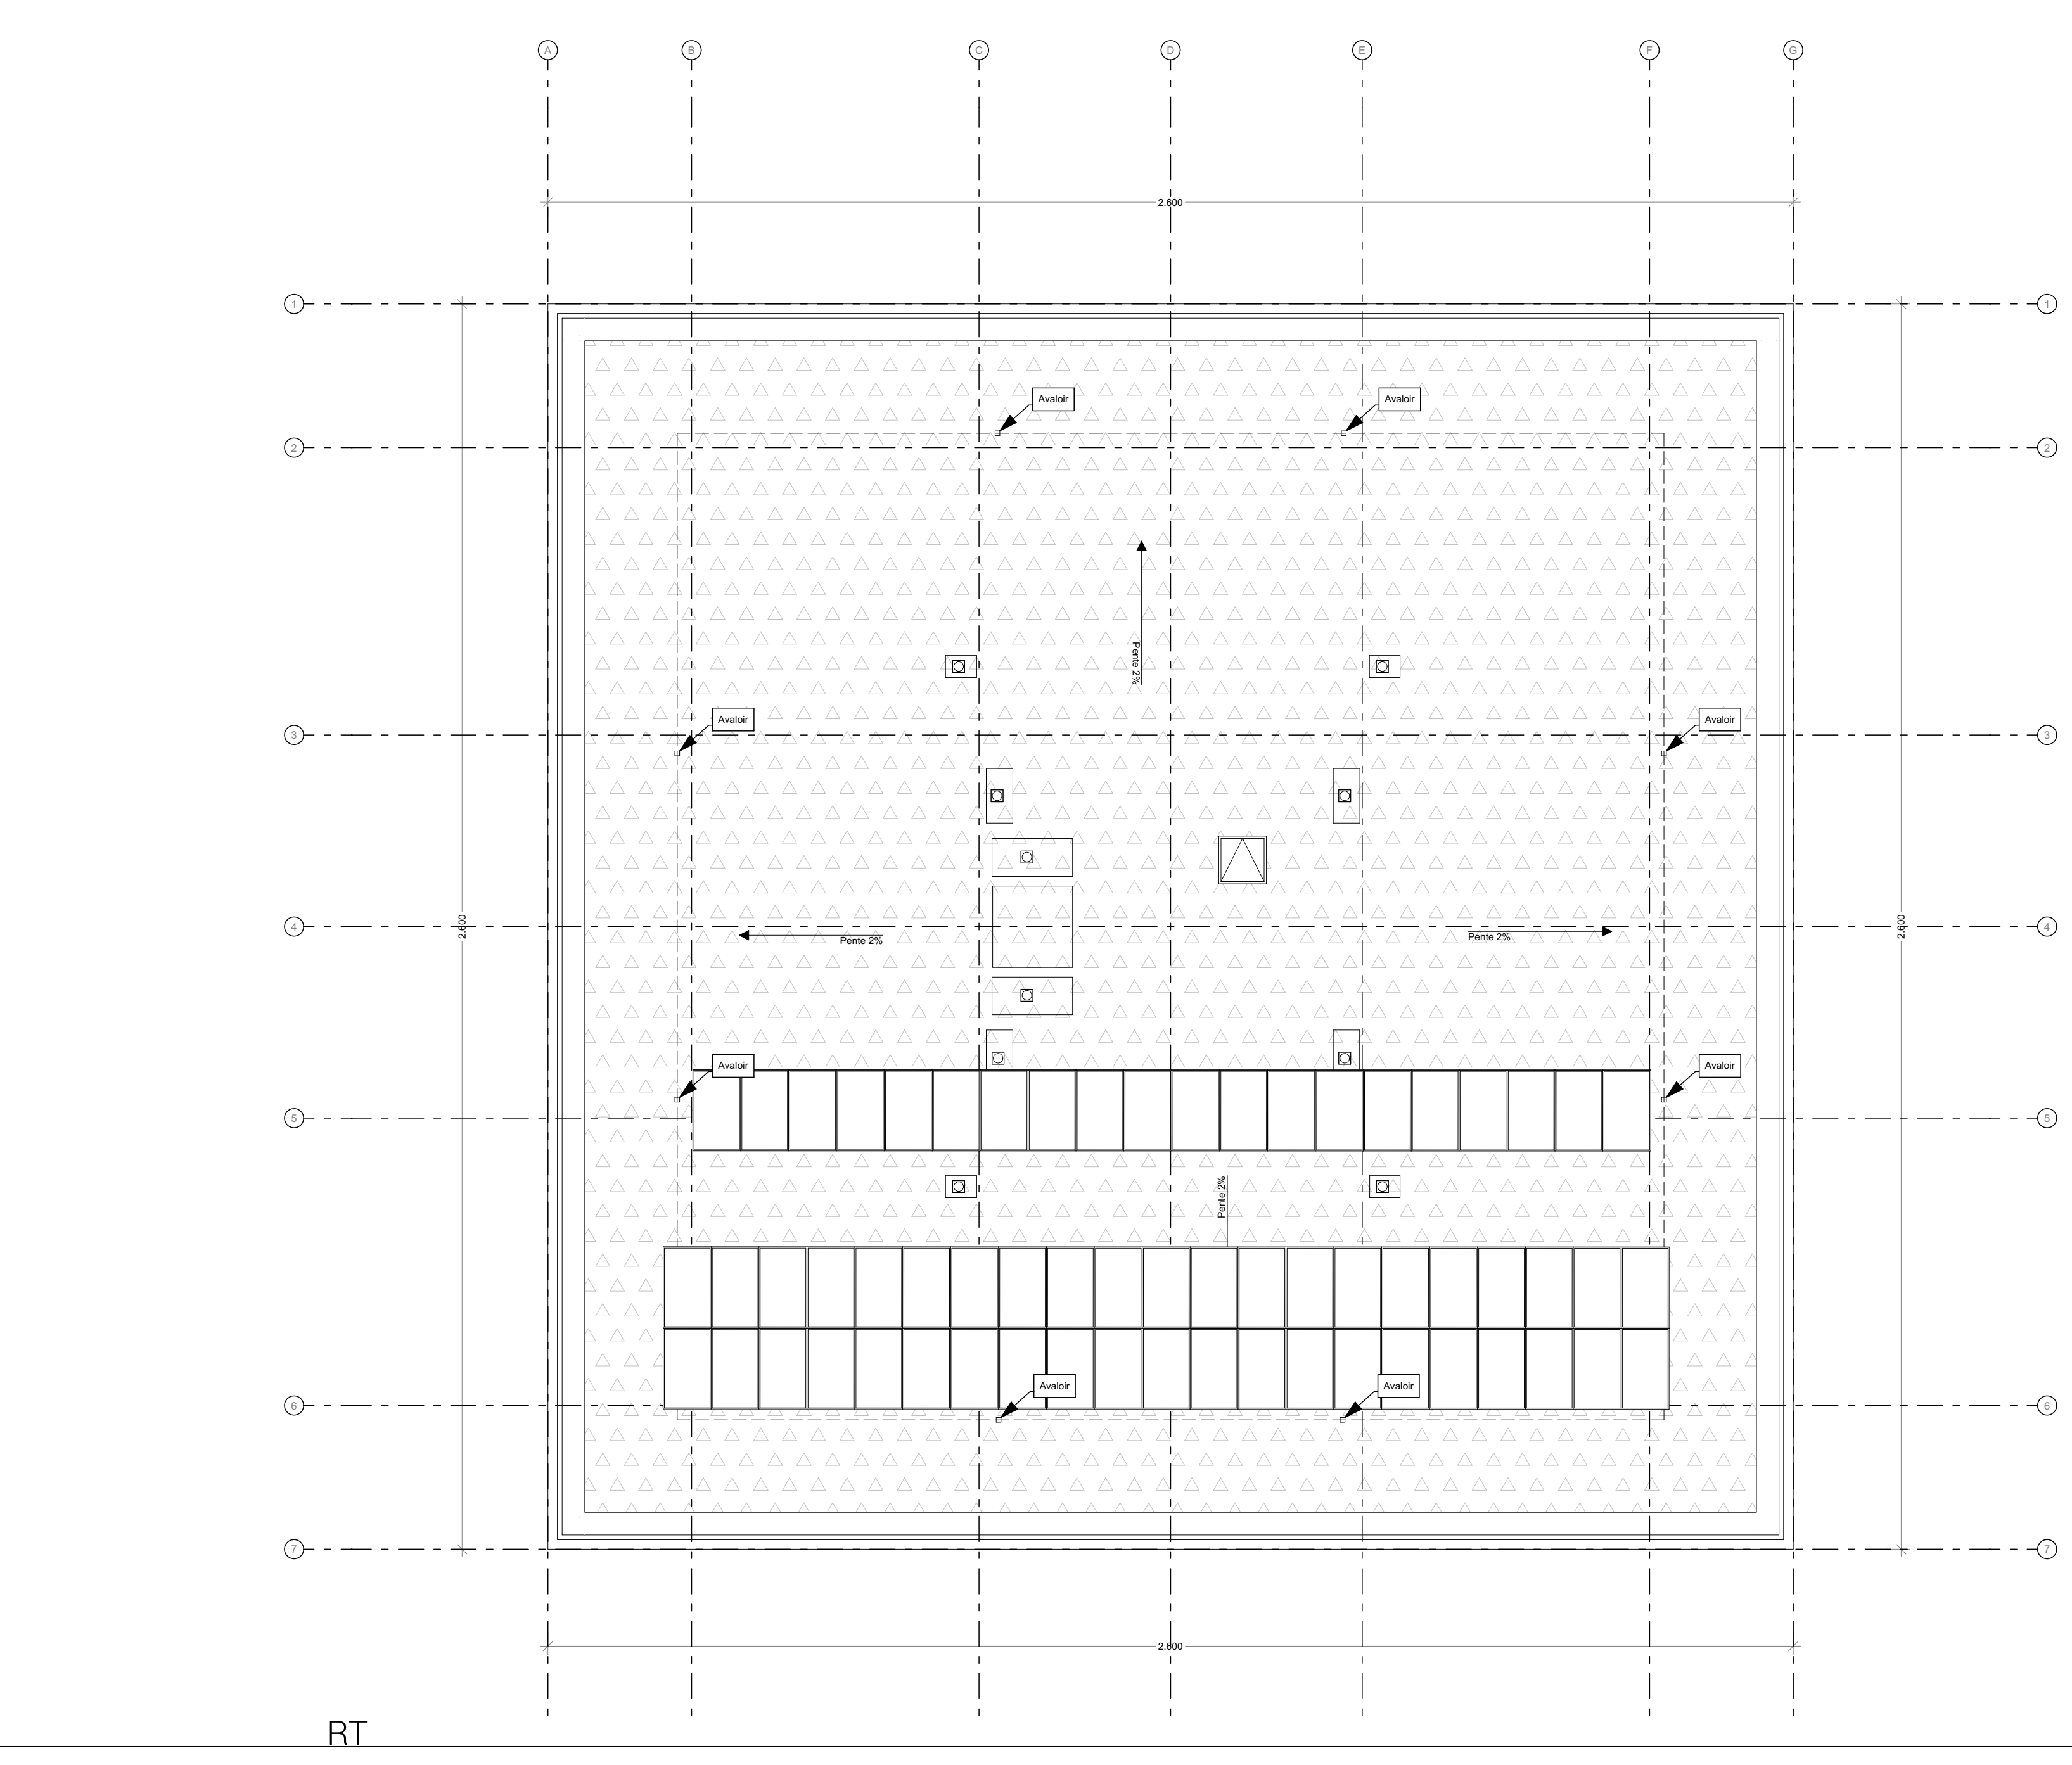 A B C D E F G
2.600
1 1
Avaloir Avaloir
2 2
Pente 2%
Avaloir Avaloir
3 3
2.600 2.600
4 4
Pente 2% Pente 2%
Avaloir Avaloir
5 5
Pente 2%
Avaloir Avaloir
6 6
7 7
2.600
RT